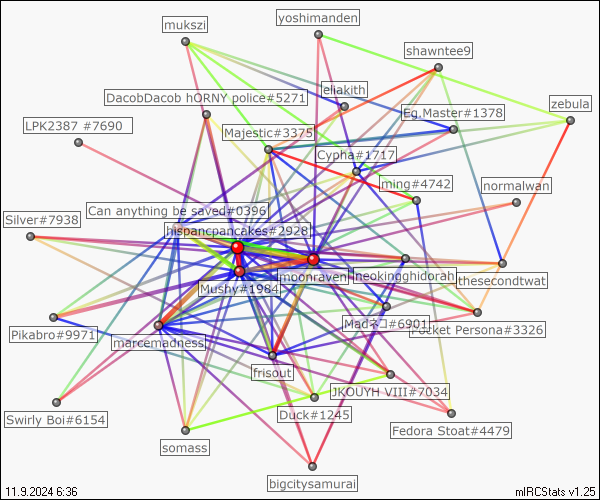 yoshimanden
mukszi
shawntee9
eliakith
DacobDacob hORNY police#5271
zebula
Eg.Master#1378
LPK2387 #7690
Majestic#3375
Cypha#1717
ming#4742
normalwan
Can anything be saved#0396
Silver#7938
hispancpancakes#2928
moonraven
neokingghidorah
thesecondtwat
Mushy#1984
Madネコ#6901
Pocket Persona#3326
Pikabro#9971
marcemadness
frisout
JKOUYH VIII#7034
Swirly Boi#6154
Duck#1245
Fedora Stoat#4479
somass
bigcitysamurai
11.9.2024 6:36
mIRCStats v1.25